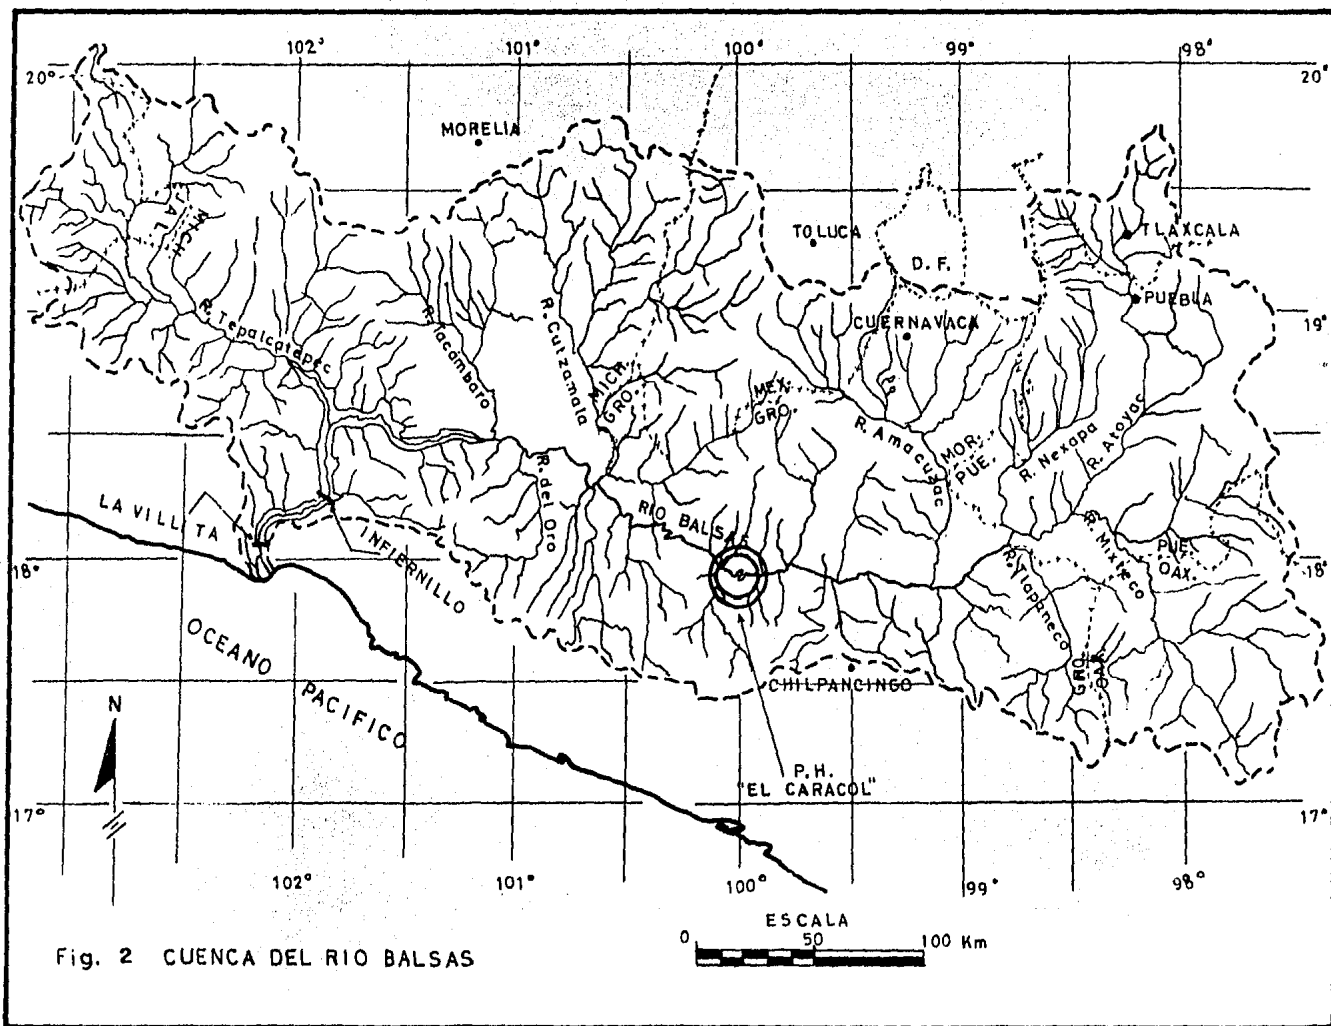 102° 101° 100° 99° 98°
20° 20°
MORELIA
TOLUCA
D. F.
TLAXCALA
PUEBLA
JAL.
MICH.
R. Tepalcatepec
R. Tacámbaro
R. Cutzamala
MICH.
GRO.
CUERNAVACA
19°
MEX.
GRO.
R. Amacuzac
MOR.
PUE.
R. Nexapa
R. Atoyac
LA VILLITA
INFIERNILLO
R. del Oro
RIO BALSAS
R. Tlapaneco
R. Mixteco
PUE.
OAX.
18° 18°
GRO.
OAX.
CHILPANCINGO
OCEANO PACIFICO
N
P.H.
"EL CARACOL"
17° 17°
102° 101° 100° 99° 98°
ESCALA
0 50 100 Km
Fig. 2 CUENCA DEL RIO BALSAS